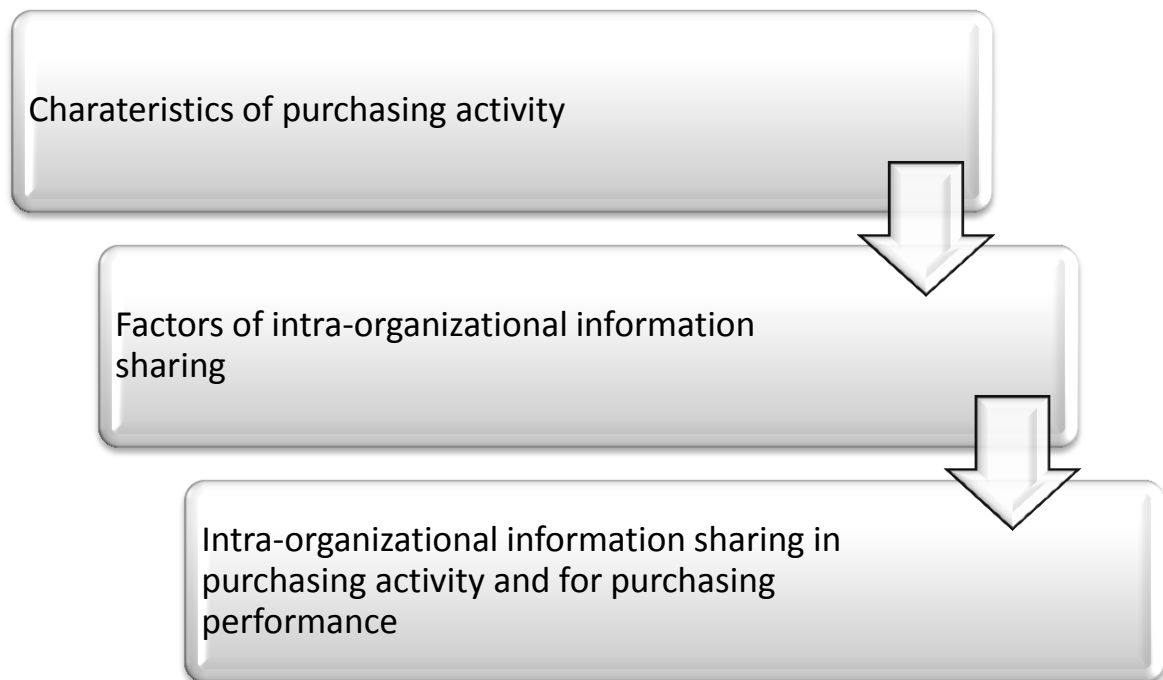 Charateristics of purchasing activity
Factors of intra-organizational information
sharing
Intra-organizational information sharing in
purchasing activity and for purchasing
performance